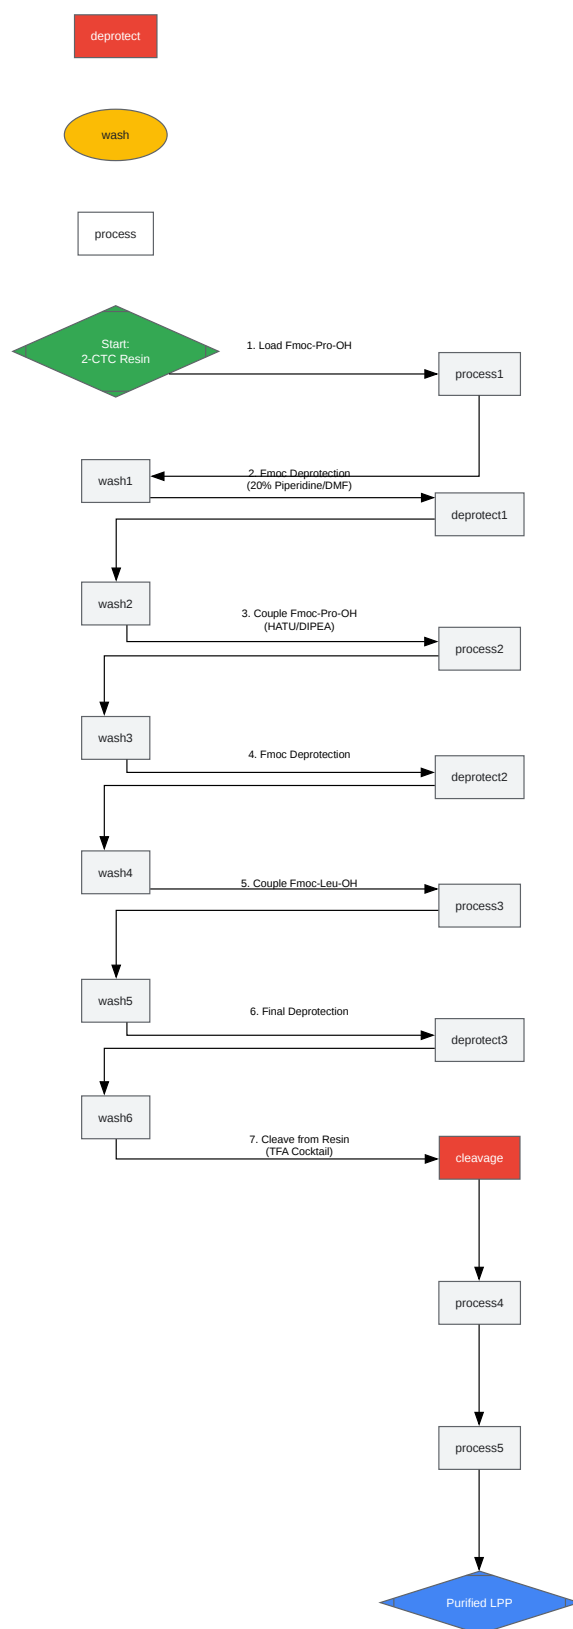 deprotect
wash
process
Start:
2-CTC Resin
1. Load Fmoc-Pro-OH
process1
wash1
2. Fmoc Deprotection
(20% Piperidine/DMF)
deprotect1
wash2
3. Couple Fmoc-Pro-OH
(HATU/DIPEA)
process2
wash3
4. Fmoc Deprotection
deprotect2
wash4
5. Couple Fmoc-Leu-OH
process3
wash5
6. Final Deprotection
deprotect3
wash6
7. Cleave from Resin
(TFA Cocktail)
cleavage
process4
process5
Purified LPP